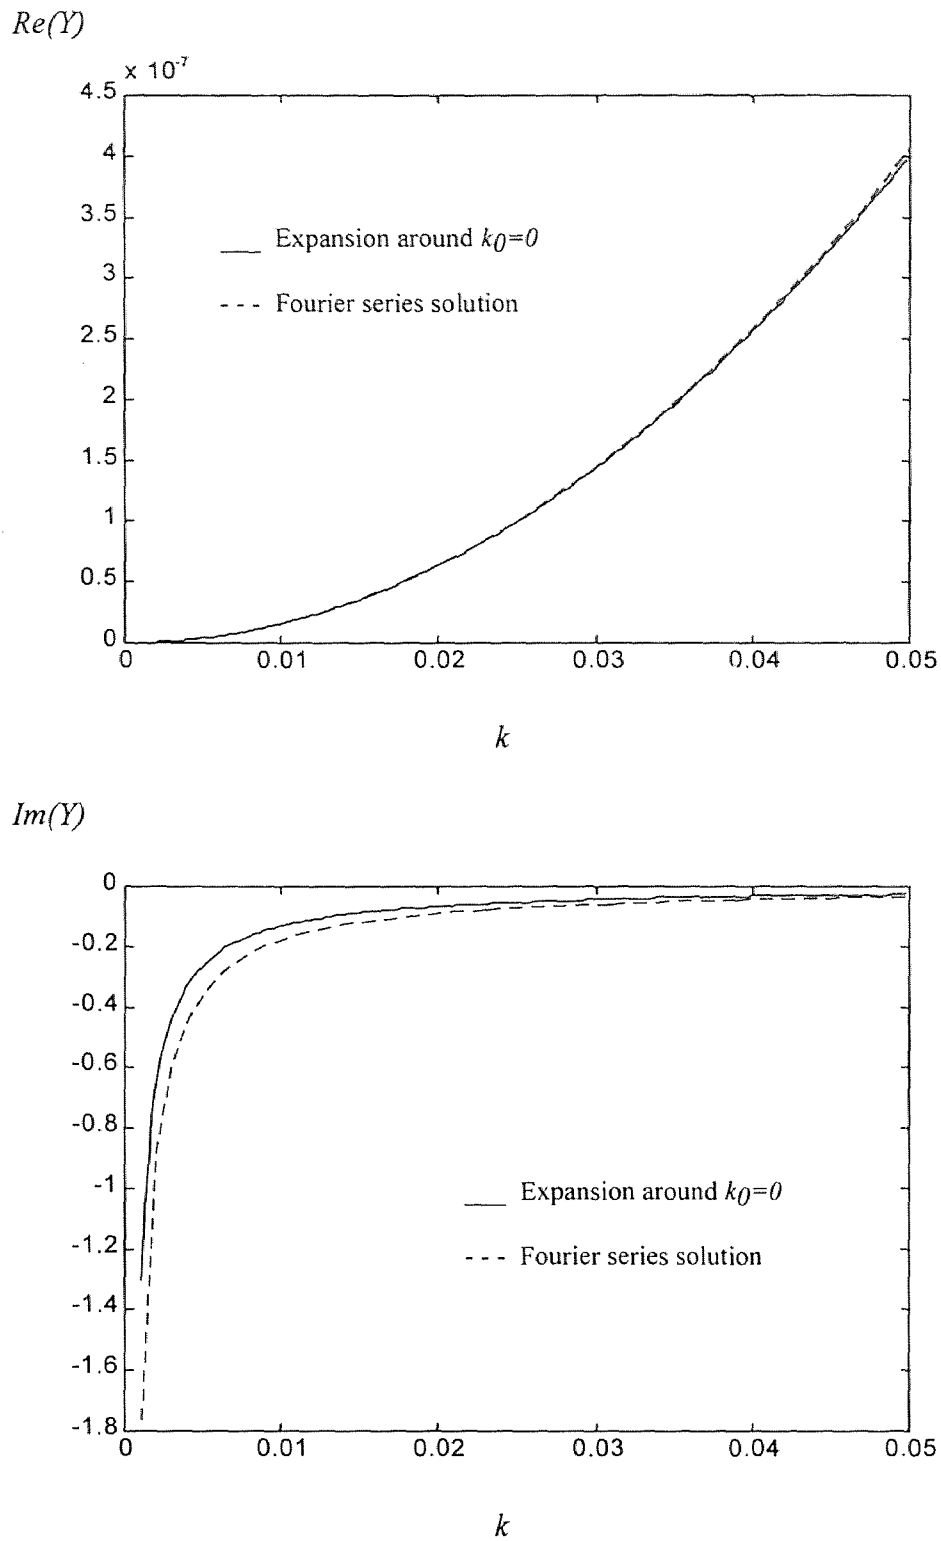 Re(Y)
x 10-7
4.5
4
3.5
3
2.5
2
1.5
1
0.5
0
Expansion around k0=0
Fourier series solution
0 0.01 0.02 0.03 0.04 0.05
k
Im(Y)
0
-0.2
-0.4
-0.6
-0.8
-1
-1.2
-1.4
-1.6
-1.8
Expansion around k0=0
Fourier series solution
0 0.01 0.02 0.03 0.04 0.05
k